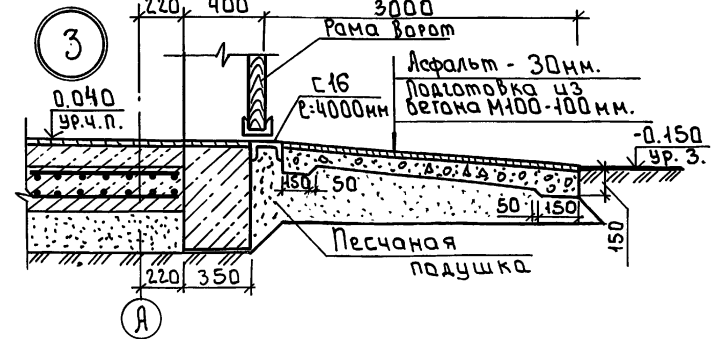 220 400 3000
3
Рама ворот
Асфальт - 30мм.
Подготовка из
бетона М100-100мм.
[16
ℓ=4000мм
0.040
УР.Ч.П.
-0.150
УР. З.
150 50
50 150
150
Песчаная
подушка
220 350
А